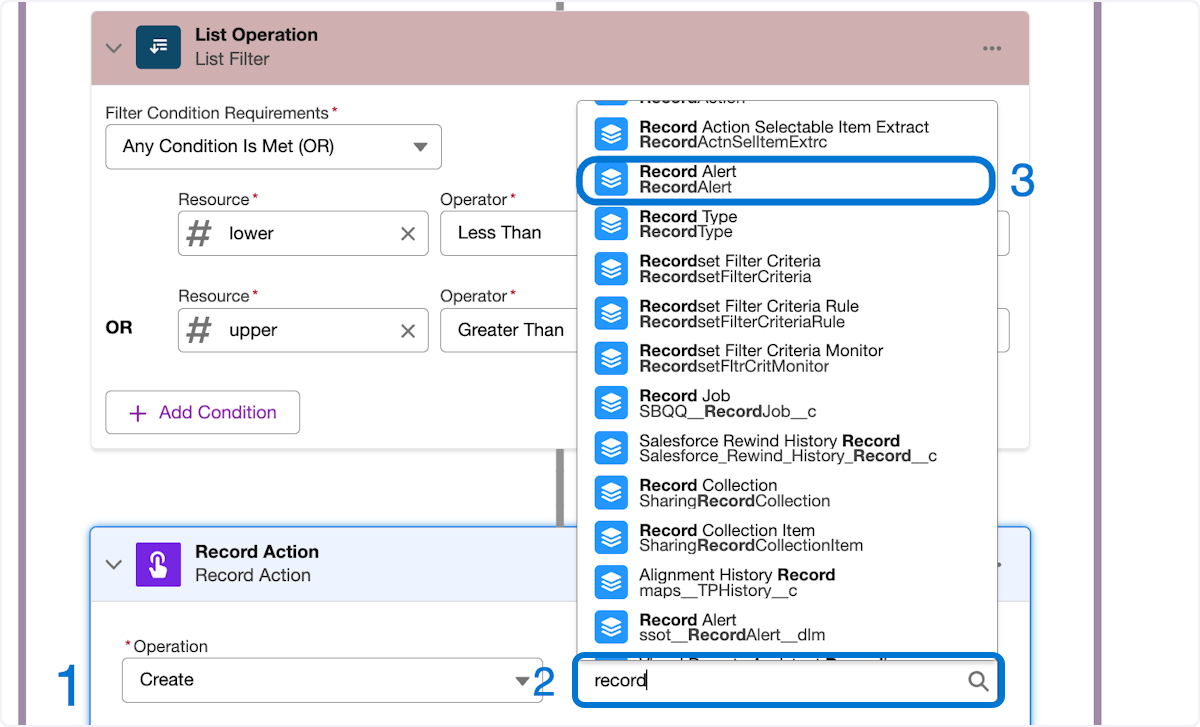 List Operation
List Filter
Filter Condition Requirements *
Any Condition Is Met (OR)
Resource *
Operator *
lower
Less Than
Resource *
Operator *
OR
upper
Greater Than
Add Condition
Record Action
Record Action
* Operation
1
Create
Record Action Selectable Item Extract
RecordActnSelItemExtrc
Record Alert
RecordAlert
3
Record Type
RecordType
Recordset Filter Criteria
RecordsetFilterCriteria
Recordset Filter Criteria Rule
RecordsetFilterCriteriaRule
Recordset Filter Criteria Monitor
RecordsetFltrCritMonitor
Record Job
SBQQ__RecordJob__c
Salesforce Rewind History Record
Salesforce_Rewind_History_Record__c
Record Collection
SharingRecordCollection
Record Collection Item
SharingRecordCollectionItem
Alignment History Record
maps__TPHistory__c
Record Alert
ssot__RecordAlert__dlm
2
record